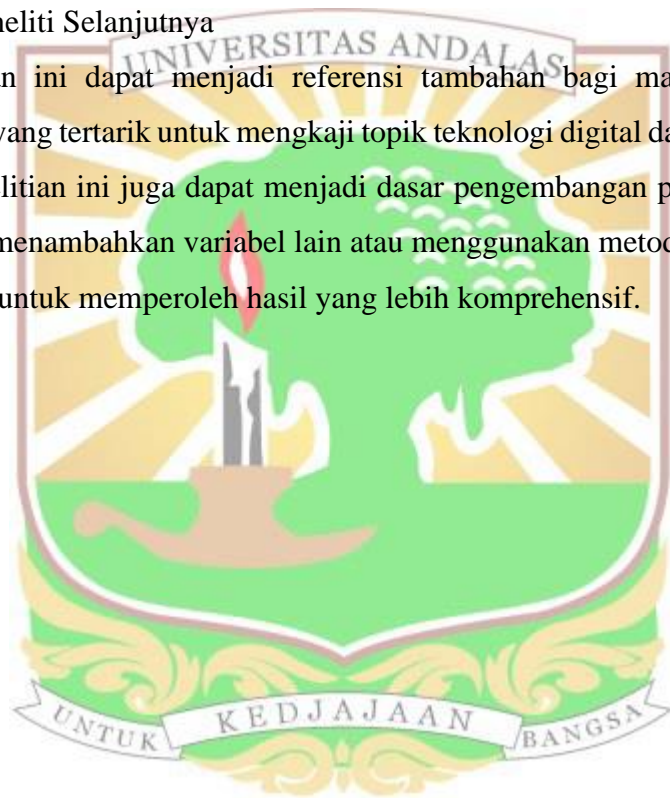 neliti Selanjutnya
UNIVERSITAS ANDALAS
n ini dapat menjadi referensi tambahan bagi ma
yang tertarik untuk mengkaji topik teknologi digital da
litian ini juga dapat menjadi dasar pengembangan p
menambahkan variabel lain atau menggunakan metod
untuk memperoleh hasil yang lebih komprehensif.
UNTUK KEDJAJAAN BANGSA